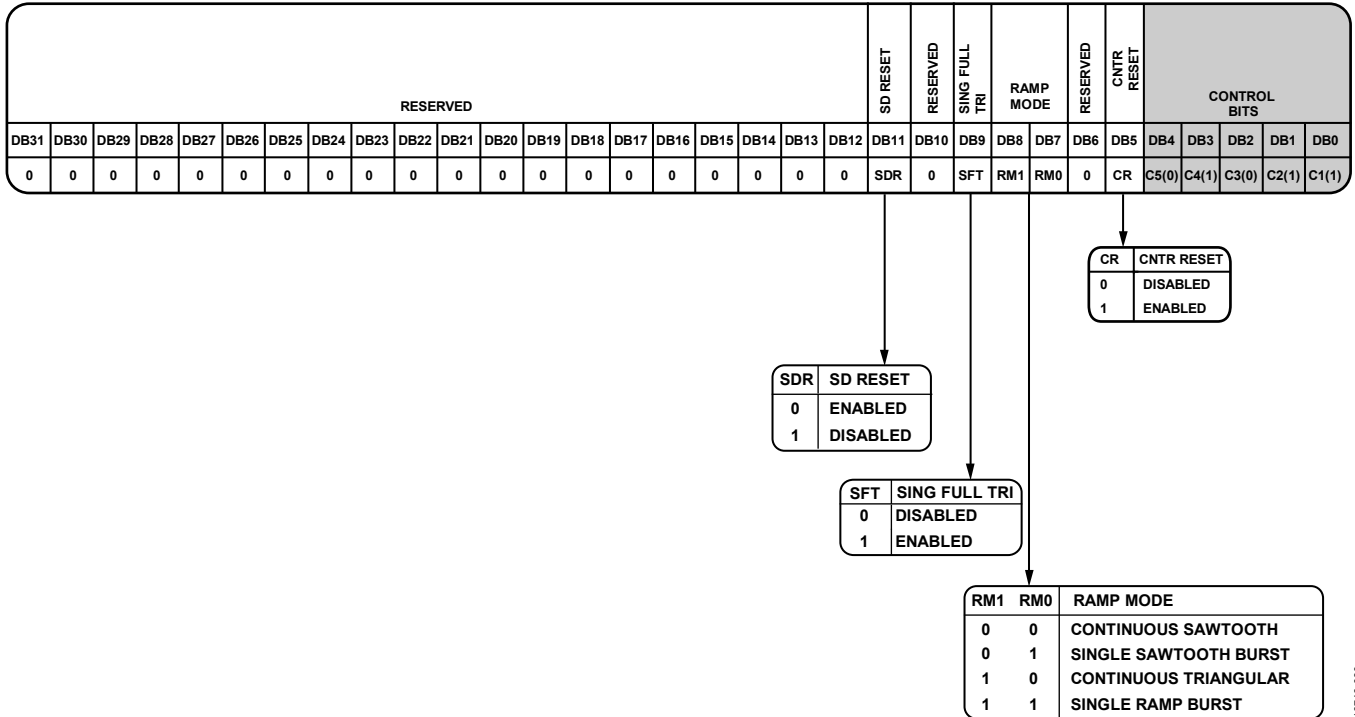 RESERVED
SD RESET
RESERVED
SING FULL TRI
RAMP MODE
RESERVED
CNTR RESET
CONTROL BITS
DB31 DB30 DB29 DB28 DB27 DB26 DB25 DB24 DB23 DB22 DB21 DB20 DB19 DB18 DB17 DB16 DB15 DB14 DB13 DB12 DB11 DB10 DB9 DB8 DB7 DB6 DB5 DB4 DB3 DB2 DB1 DB0
0 0 0 0 0 0 0 0 0 0 0 0 0 0 0 0 0 0 0 0 SDR 0 SFT RM1 RM0 0 CR C5(0) C4(1) C3(0) C2(1) C1(1)
CR CNTR RESET
0 DISABLED
1 ENABLED
SDR SD RESET
0 ENABLED
1 DISABLED
SFT SING FULL TRI
0 DISABLED
1 ENABLED
RM1 RM0 RAMP MODE
0 0 CONTINUOUS SAWTOOTH
0 1 SINGLE SAWTOOTH BURST
1 0 CONTINUOUS TRIANGULAR
1 1 SINGLE RAMP BURST